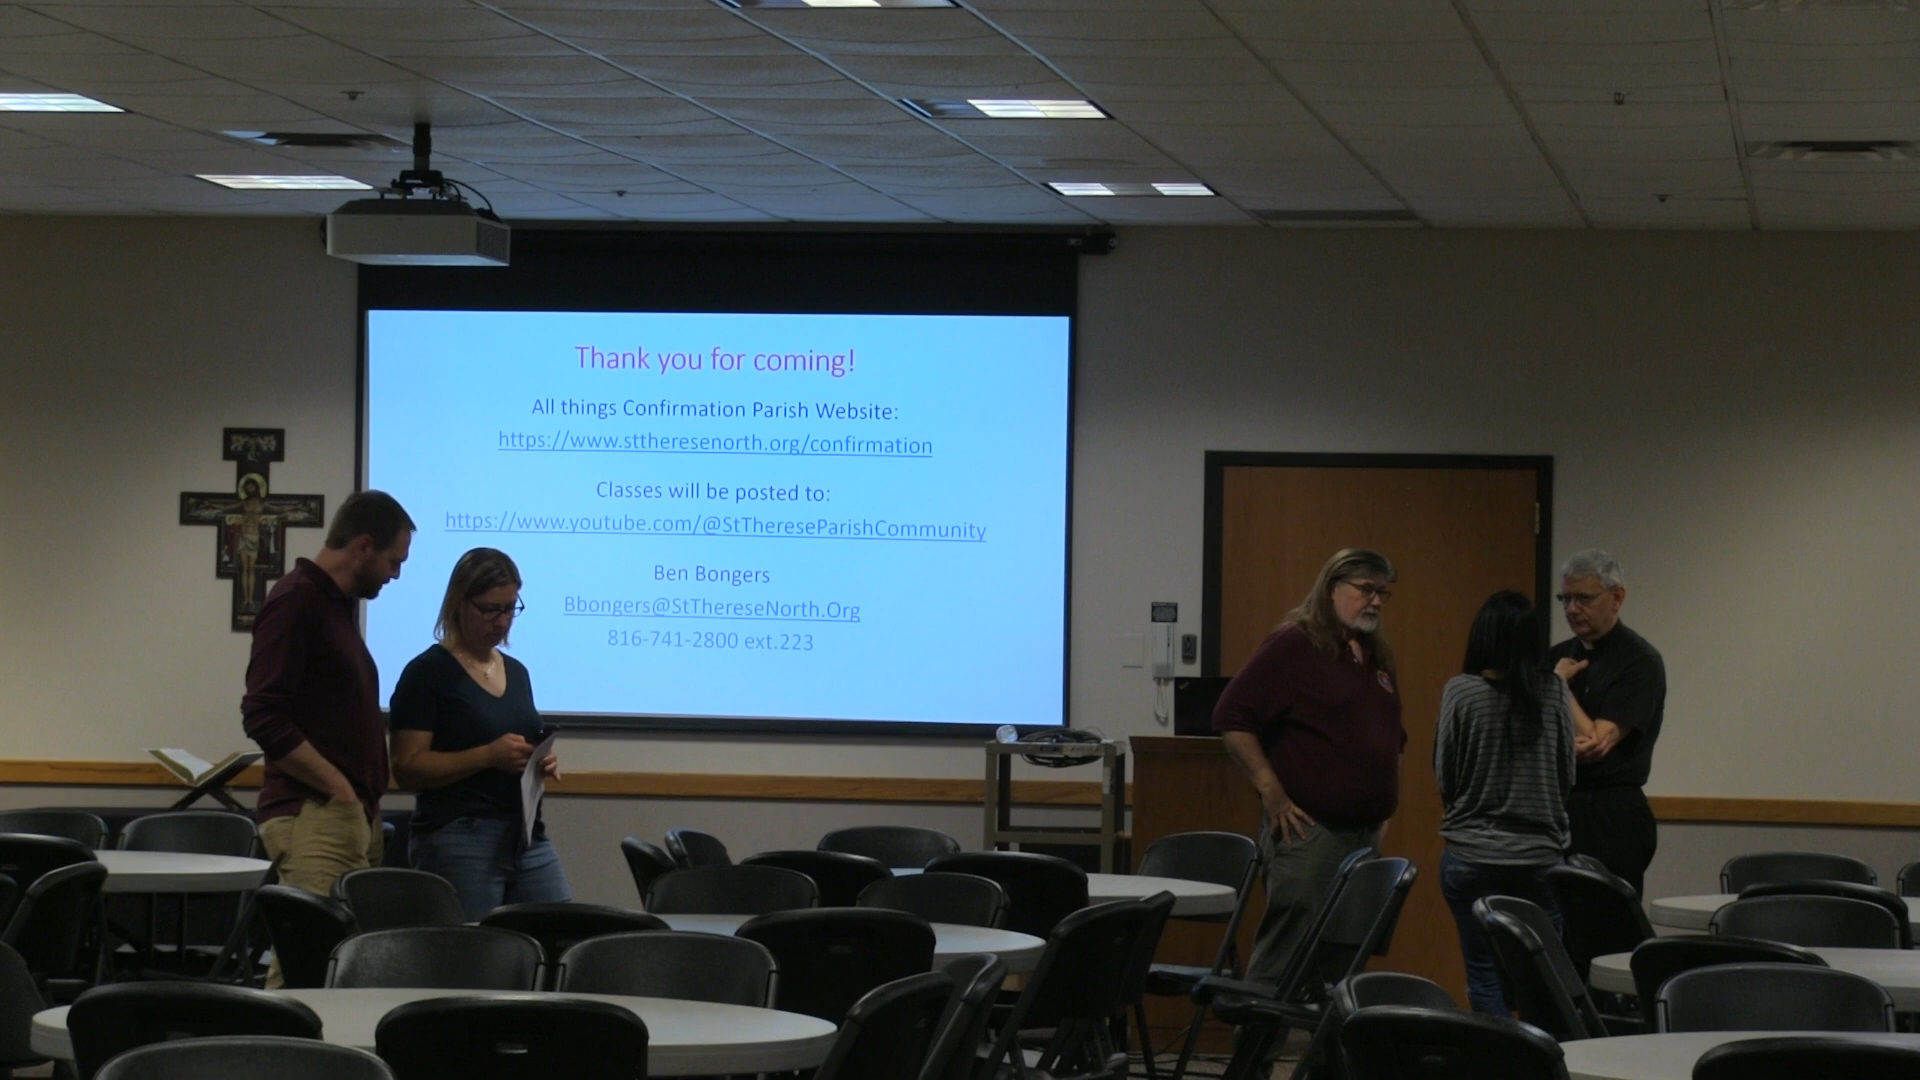 Thank you for coming!
All things Confirmation Parish Website:
https://www.sttheresenorth.org/confirmation
Classes will be posted to:
https://www.youtube.com/@StThereseParishCommunity
Ben Bongers
Bbongers@StThereseNorth.Org
816-741-2800 ext.223